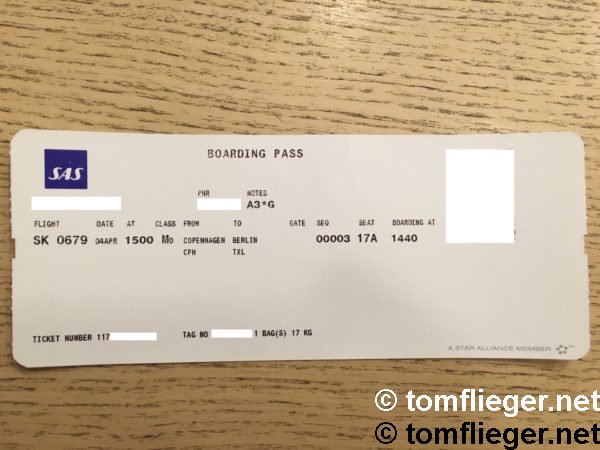 BOARDING PASS
SAS
PNR NOTES
A3*G
FLIGHT DATE AT CLASS FROM TO GATE SEQ SEAT BOARDING AT
SK 0679 04APR 1500 Mo COPENHAGEN BERLIN 00003 17A 1440
CPH TXL
TICKET NUMBER 117 TAG NO 1 BAG(S) 17 KG
A STAR ALLIANCE MEMBER
© tomflieger.net
© tomflieger.net